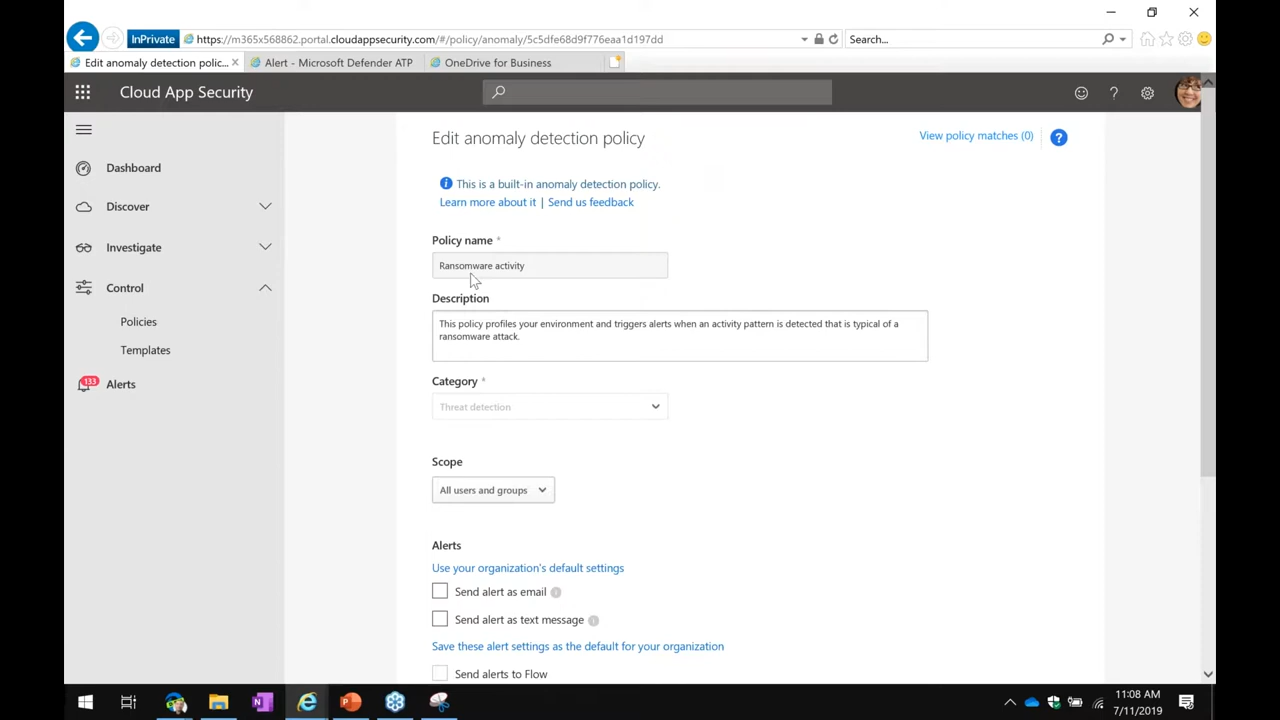 InPrivate
https://m365x568862.portal.cloudappsecurity.com/#/policy/anomaly/5c5dfe68d9f776eaa1d197dd
Search...
Edit anomaly detection polic...
Alert - Microsoft Defender ATP
OneDrive for Business
Cloud App Security
?
Edit anomaly detection policy
View policy matches (0)
?
Dashboard
Discover
Investigate
Control
Policies
Templates
133
Alerts
This is a built-in anomaly detection policy.
Learn more about it | Send us feedback
Policy name *
Ransomware activity
Description
This policy profiles your environment and triggers alerts when an activity pattern is detected that is typical of a
ransomware attack.
Category *
Threat detection
Scope
All users and groups
Alerts
Use your organization's default settings
Send alert as email
Send alert as text message
Save these alert settings as the default for your organization
Send alerts to Flow
11:08 AM
7/11/2019